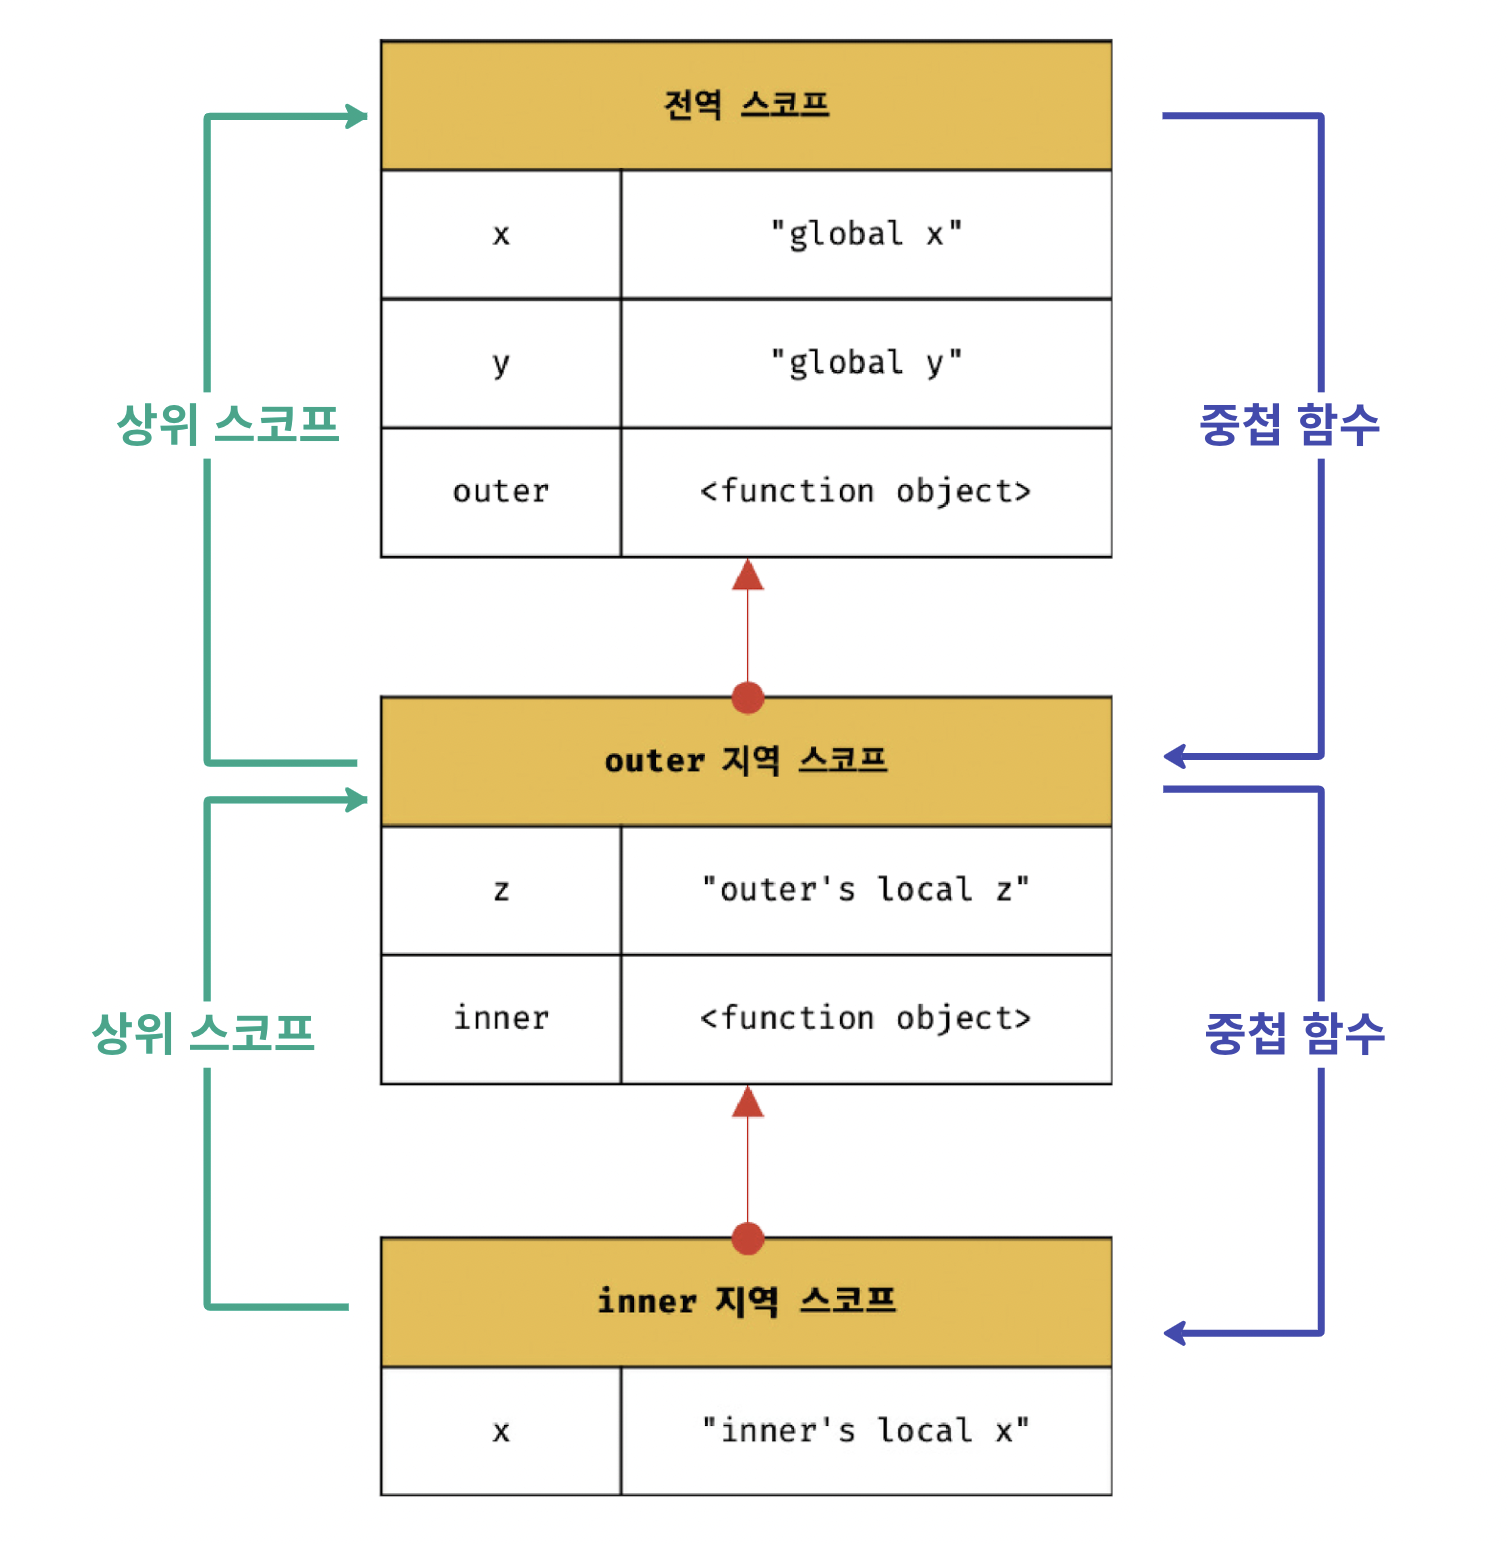 전역 스코프
x "global x"
y "global y"
상위 스코프
중첩 함수
outer <function object>
outer 지역 스코프
z "outer's local z"
inner <function object>
상위 스코프
중첩 함수
inner 지역 스코프
x "inner's local x"